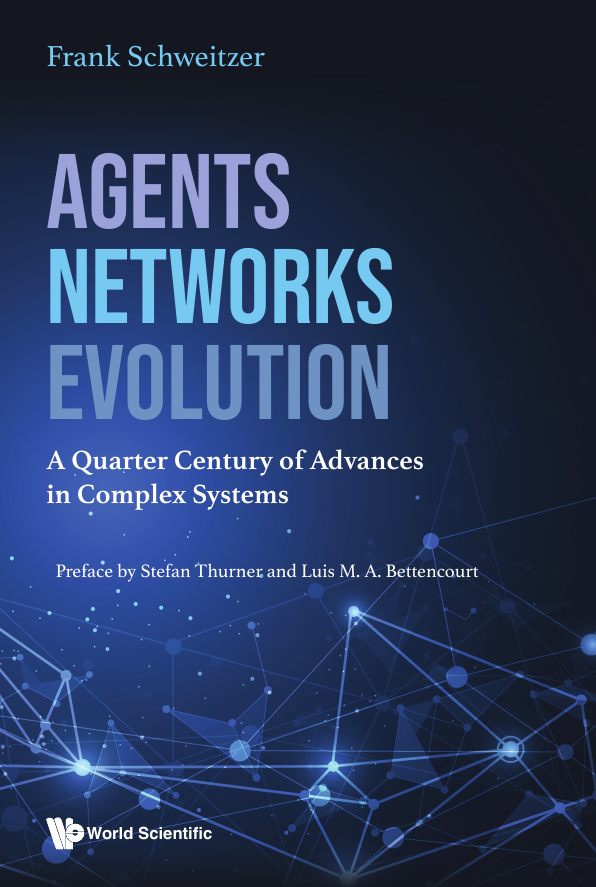 Frank Schweitzer
AGENTS
NETWORKS
EVOLUTION
A Quarter Century of Advances
in Complex Systems
Preface by Stefan Thurner and Luis M. A. Bettencourt
World Scientific